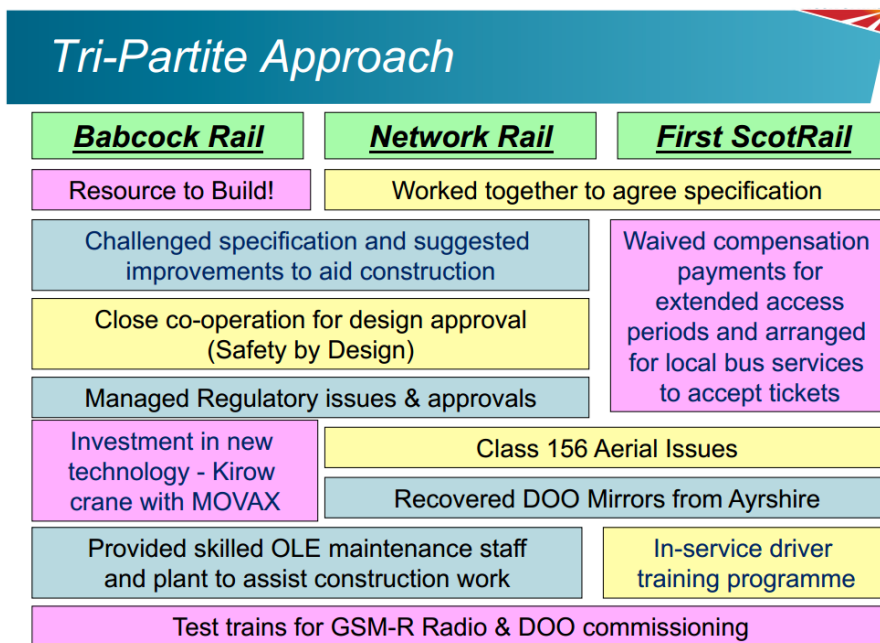 Tri-Partite Approach
Babcock Rail
Network Rail
First ScotRail
Resource to Build!
Worked together to agree specification
Challenged specification and suggested
improvements to aid construction
Waived compensation
payments for
extended access
periods and arranged
for local bus services
to accept tickets
Close co-operation for design approval
(Safety by Design)
Managed Regulatory issues & approvals
Investment in new
technology - Kirow
crane with MOVAX
Class 156 Aerial Issues
Recovered DOO Mirrors from Ayrshire
Provided skilled OLE maintenance staff
and plant to assist construction work
In-service driver
training programme
Test trains for GSM-R Radio & DOO commissioning